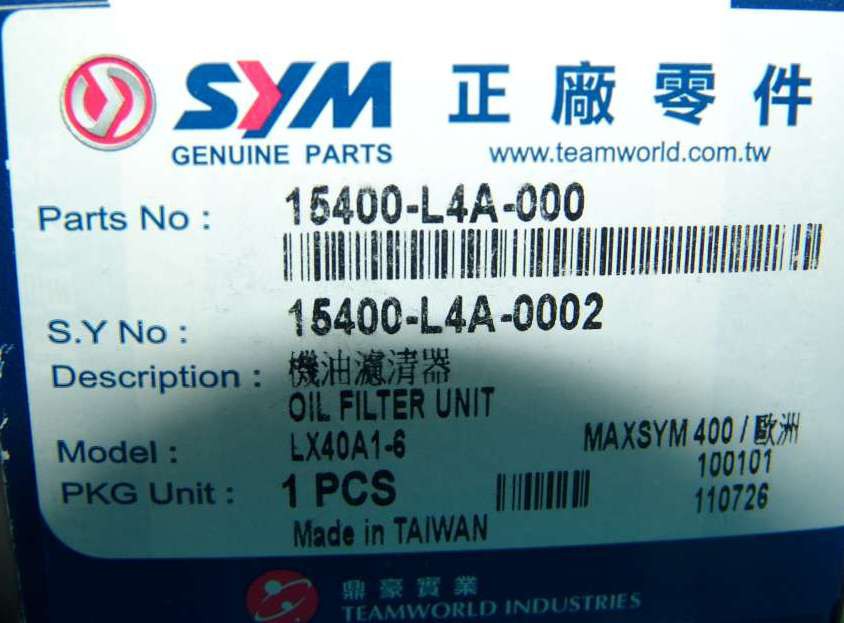 SYM 正廠零件
GENUINE PARTS www.teamworld.com.tw
Parts No : 15400-L4A-000
S.Y No : 15400-L4A-0002
Description : 機油濾清器
OIL FILTER UNIT
Model : LX40A1-6 MAXSYM 400 / 歐洲
100101
PKG Unit : 1 PCS 110726
Made in TAIWAN
鼎豪實業
TEAMWORLD INDUSTRIES